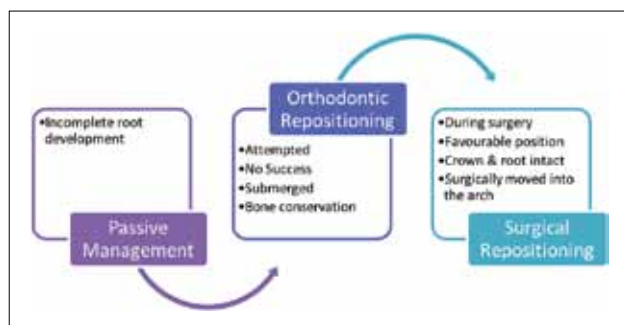 •Incomplete root
development
Passive
Management
Orthodontic
Repositioning
•Attempted
•No Success
•Submerged
•Bone conservation
•During surgery
•Favourable position
•Crown & root intact
•Surgically moved into
the arch
Surgical
Repositioning